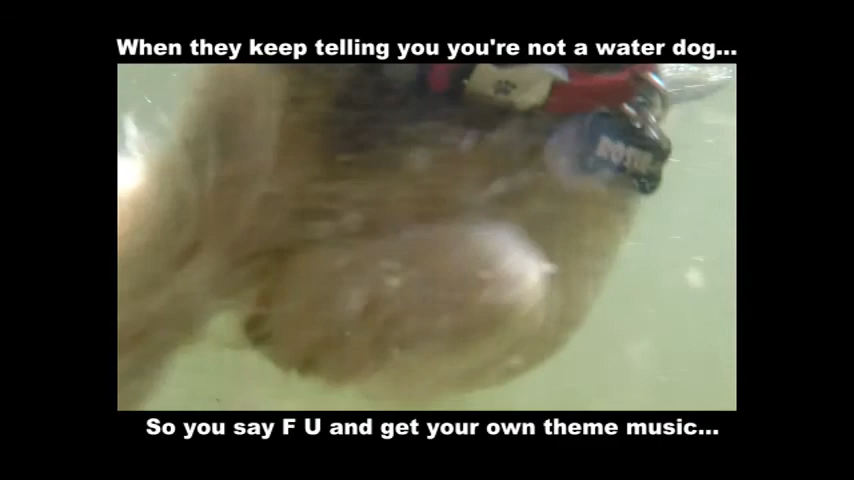 When they keep telling you you're not a water dog...
So you say F U and get your own theme music...